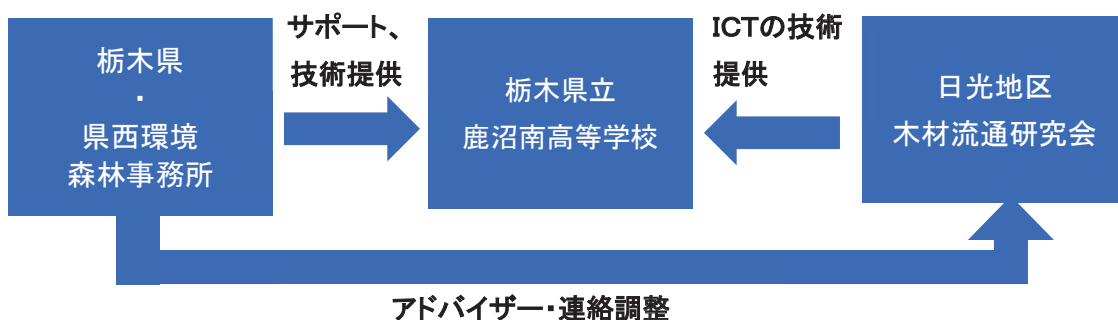 栃木県
・
県西環境
森林事務所
サポート、
技術提供
栃木県立
鹿沼南高等学校
ICTの技術
提供
日光地区
木材流通研究会
アドバイザー・連絡調整